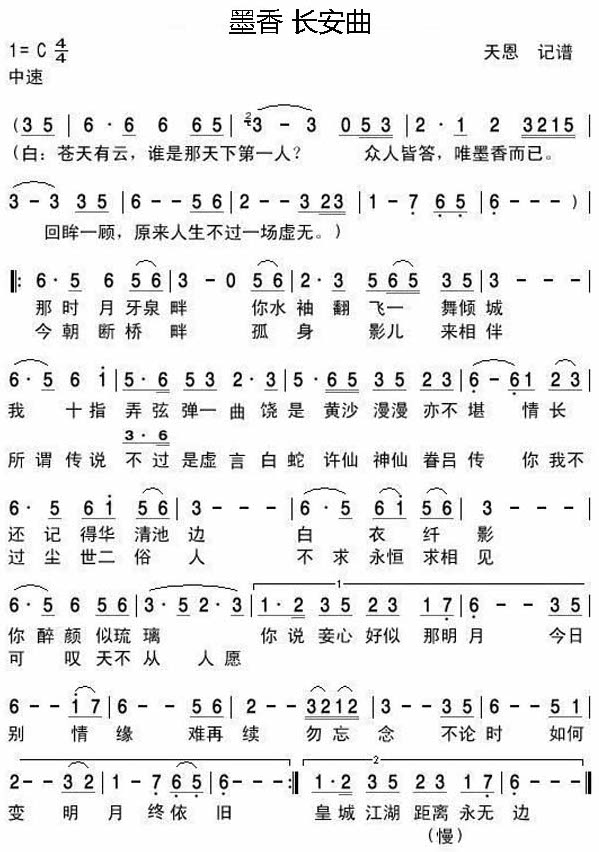 墨香 长安曲
1=C 4/4 天恩 记谱
中速
(3 5 | 6· 6 6 6 5 | 2 3 - 3 0 5 3 | 2· 1 2 3 2 1 5 |
(白：苍天有云，谁是那天下第一人？ 众人皆答，唯墨香而已。
3 - 3 3 5 | 6 - - 5 6 | 2 - - 3 2 3 | 1 - 7 6 5 | 6 - - - )
回眸一顾，原来人生不过一场虚无。)
‖: 6· 5 6 5 6 | 3 - 0 5 6 | 2· 3 5 5 6 3 5 | 3 - - - |
那 时 月 牙泉 畔 你水 袖 翻 飞一 舞倾 城
今 朝 断 桥 畔 孤 身 影儿 来相 伴
6· 5 6 i | 5· 6 5 3 2· 3 | 5· 6 5 3 5 2 3 | 6 - 6 1 2 3 |
我 十 指 弄弦 弹一 曲 饶是 黄沙 漫漫 亦不 堪 情 长
3· 6
所谓 传说 不过 是虚 言 白蛇 许仙 神仙 眷吕 传 你 我不
6· 5 6 i 5 6 | 3 - - - | 6· 5 6 i 5 6 | 3 - - - |
还 记 得华 清池 边 白 衣 纤 影
过 尘 世二 俗 人 不 求 永恒 求相 见
6· 5 6 5 5 6 | 3· 5 2· 3 | 1 1· 2 3 5 2 2 1 7 | 6 - - 3 5 |
你 醉 颜 似琉 璃 你 说 妾心 好似 那明 月 今日
可 叹 天不 从 人 愿
6 - - i 7 | 6 - - 5 6 | 2 - - 3 2 1 2 | 3 - - 5 3 | 6 - - 5 1 |
别 情 缘 难再 续 勿忘 念 不论 时 如何
2 - - 3 2 | 1 - 7 6 5 | 6 - - - :‖ 2 1· 2 3 5 2 3 7 | 6 - - - ‖
变 明 月 终依 旧 皇 城 江湖 距离 永无 边
(慢)